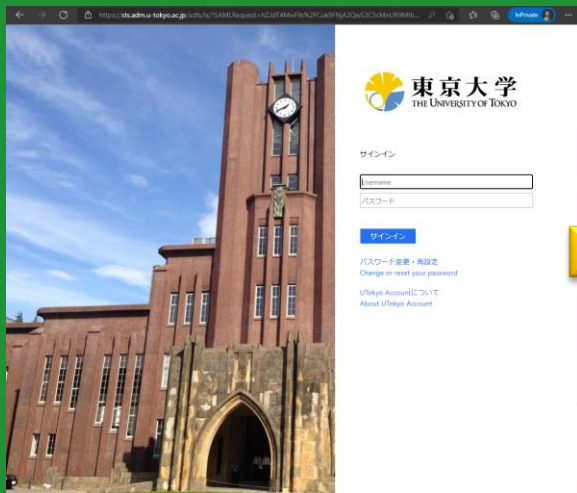 https://sts.adm.u-tokyo.ac.jp/adfs/ls/?SAMLRequest=
InPrivate
東京大学
THE UNIVERSITY OF TOKYO
サインイン
Username
パスワード
サインイン
パスワード変更・再設定
Change or reset your password
UTokyo Accountについて
About UTokyo Account